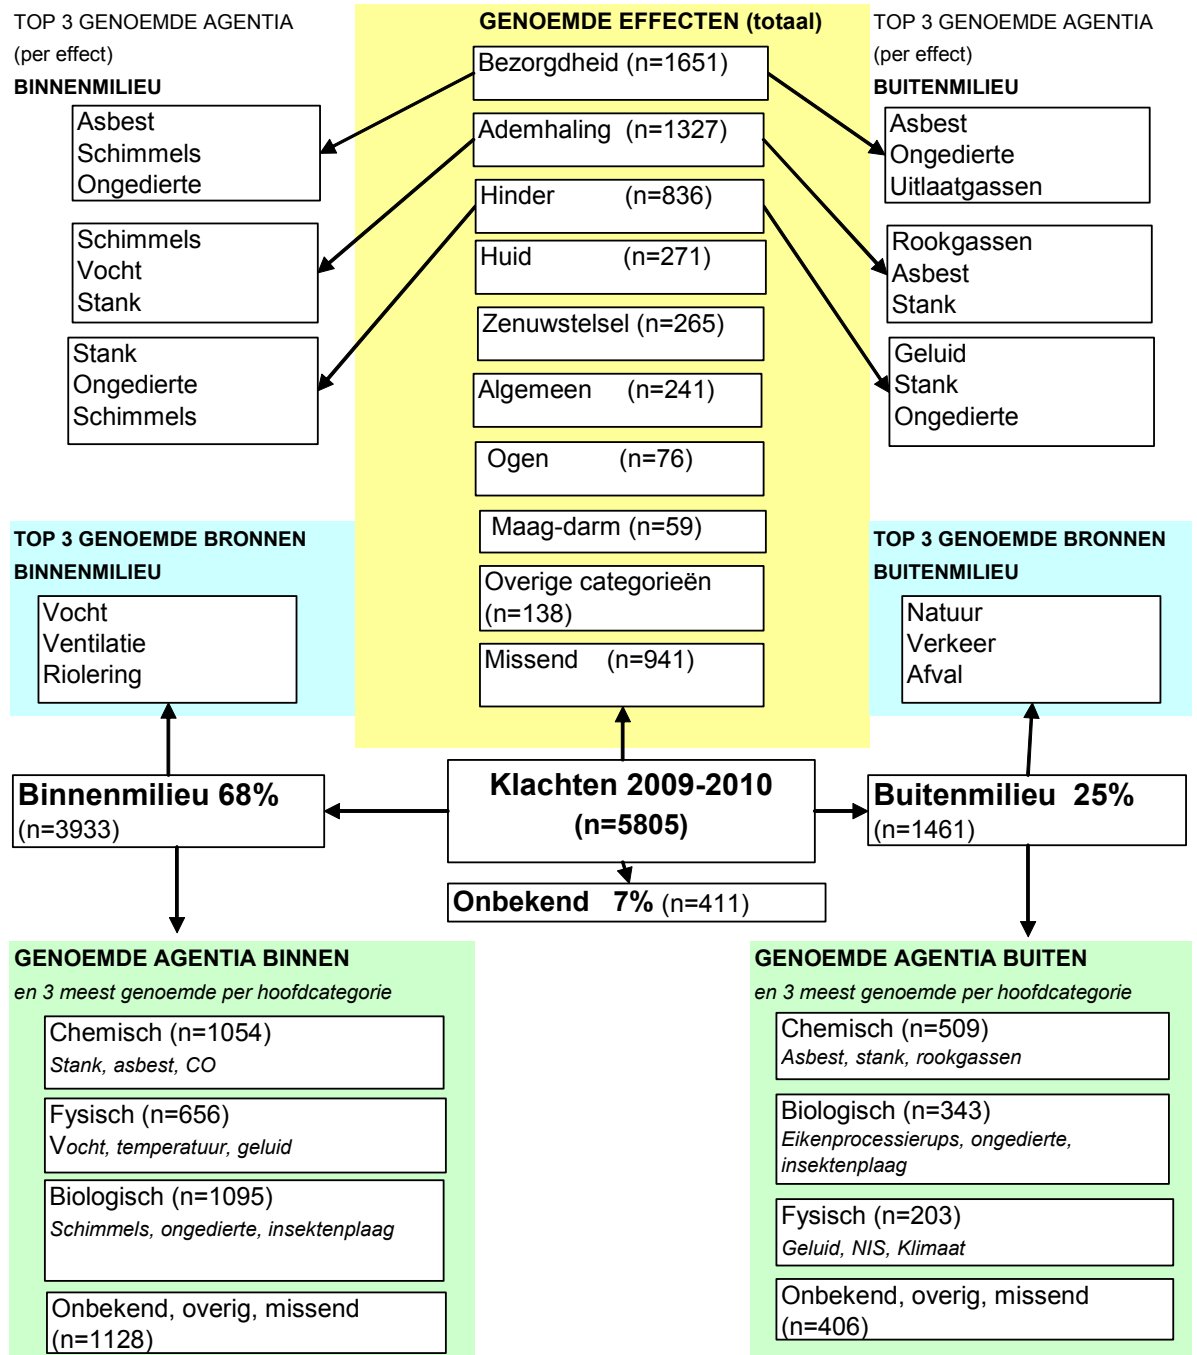 TOP 3 GENOEMDE AGENTIA
(per effect)
BINNENMILIEU
Asbest
Schimmels
Ongedierte
Schimmels
Vocht
Stank
Stank
Ongedierte
Schimmels
GENOEMDE EFFECTEN (totaal)
Bezorgdheid (n=1651)
Ademhaling (n=1327)
Hinder (n=836)
Huid (n=271)
Zenuwstelsel (n=265)
Algemeen (n=241)
Ogen (n=76)
Maag-darm (n=59)
Overige categorieën
(n=138)
Missend (n=941)
TOP 3 GENOEMDE AGENTIA
(per effect)
BUITENMILIEU
Asbest
Ongedierte
Uitlaatgassen
Rookgassen
Asbest
Stank
Geluid
Stank
Ongedierte
TOP 3 GENOEMDE BRONNEN
BINNENMILIEU
Vocht
Ventilatie
Riolering
TOP 3 GENOEMDE BRONNEN
BUITENMILIEU
Natuur
Verkeer
Afval
Binnenmilieu 68%
(n=3933)
Klachten 2009-2010
(n=5805)
Buitenmilieu 25%
(n=1461)
Onbekend 7% (n=411)
GENOEMDE AGENTIA BINNEN
en 3 meest genoemde per hoofdcategorie
Chemisch (n=1054)
Stank, asbest, CO
Fysisch (n=656)
Vocht, temperatuur, geluid
Biologisch (n=1095)
Schimmels, ongedierte, insektenplaag
Onbekend, overig, missend
(n=1128)
GENOEMDE AGENTIA BUITEN
en 3 meest genoemde per hoofdcategorie
Chemisch (n=509)
Asbest, stank, rookgassen
Biologisch (n=343)
Eikenprocessierups, ongedierte,
insektenplaag
Fysisch (n=203)
Geluid, NIS, Klimaat
Onbekend, overig, missend
(n=406)